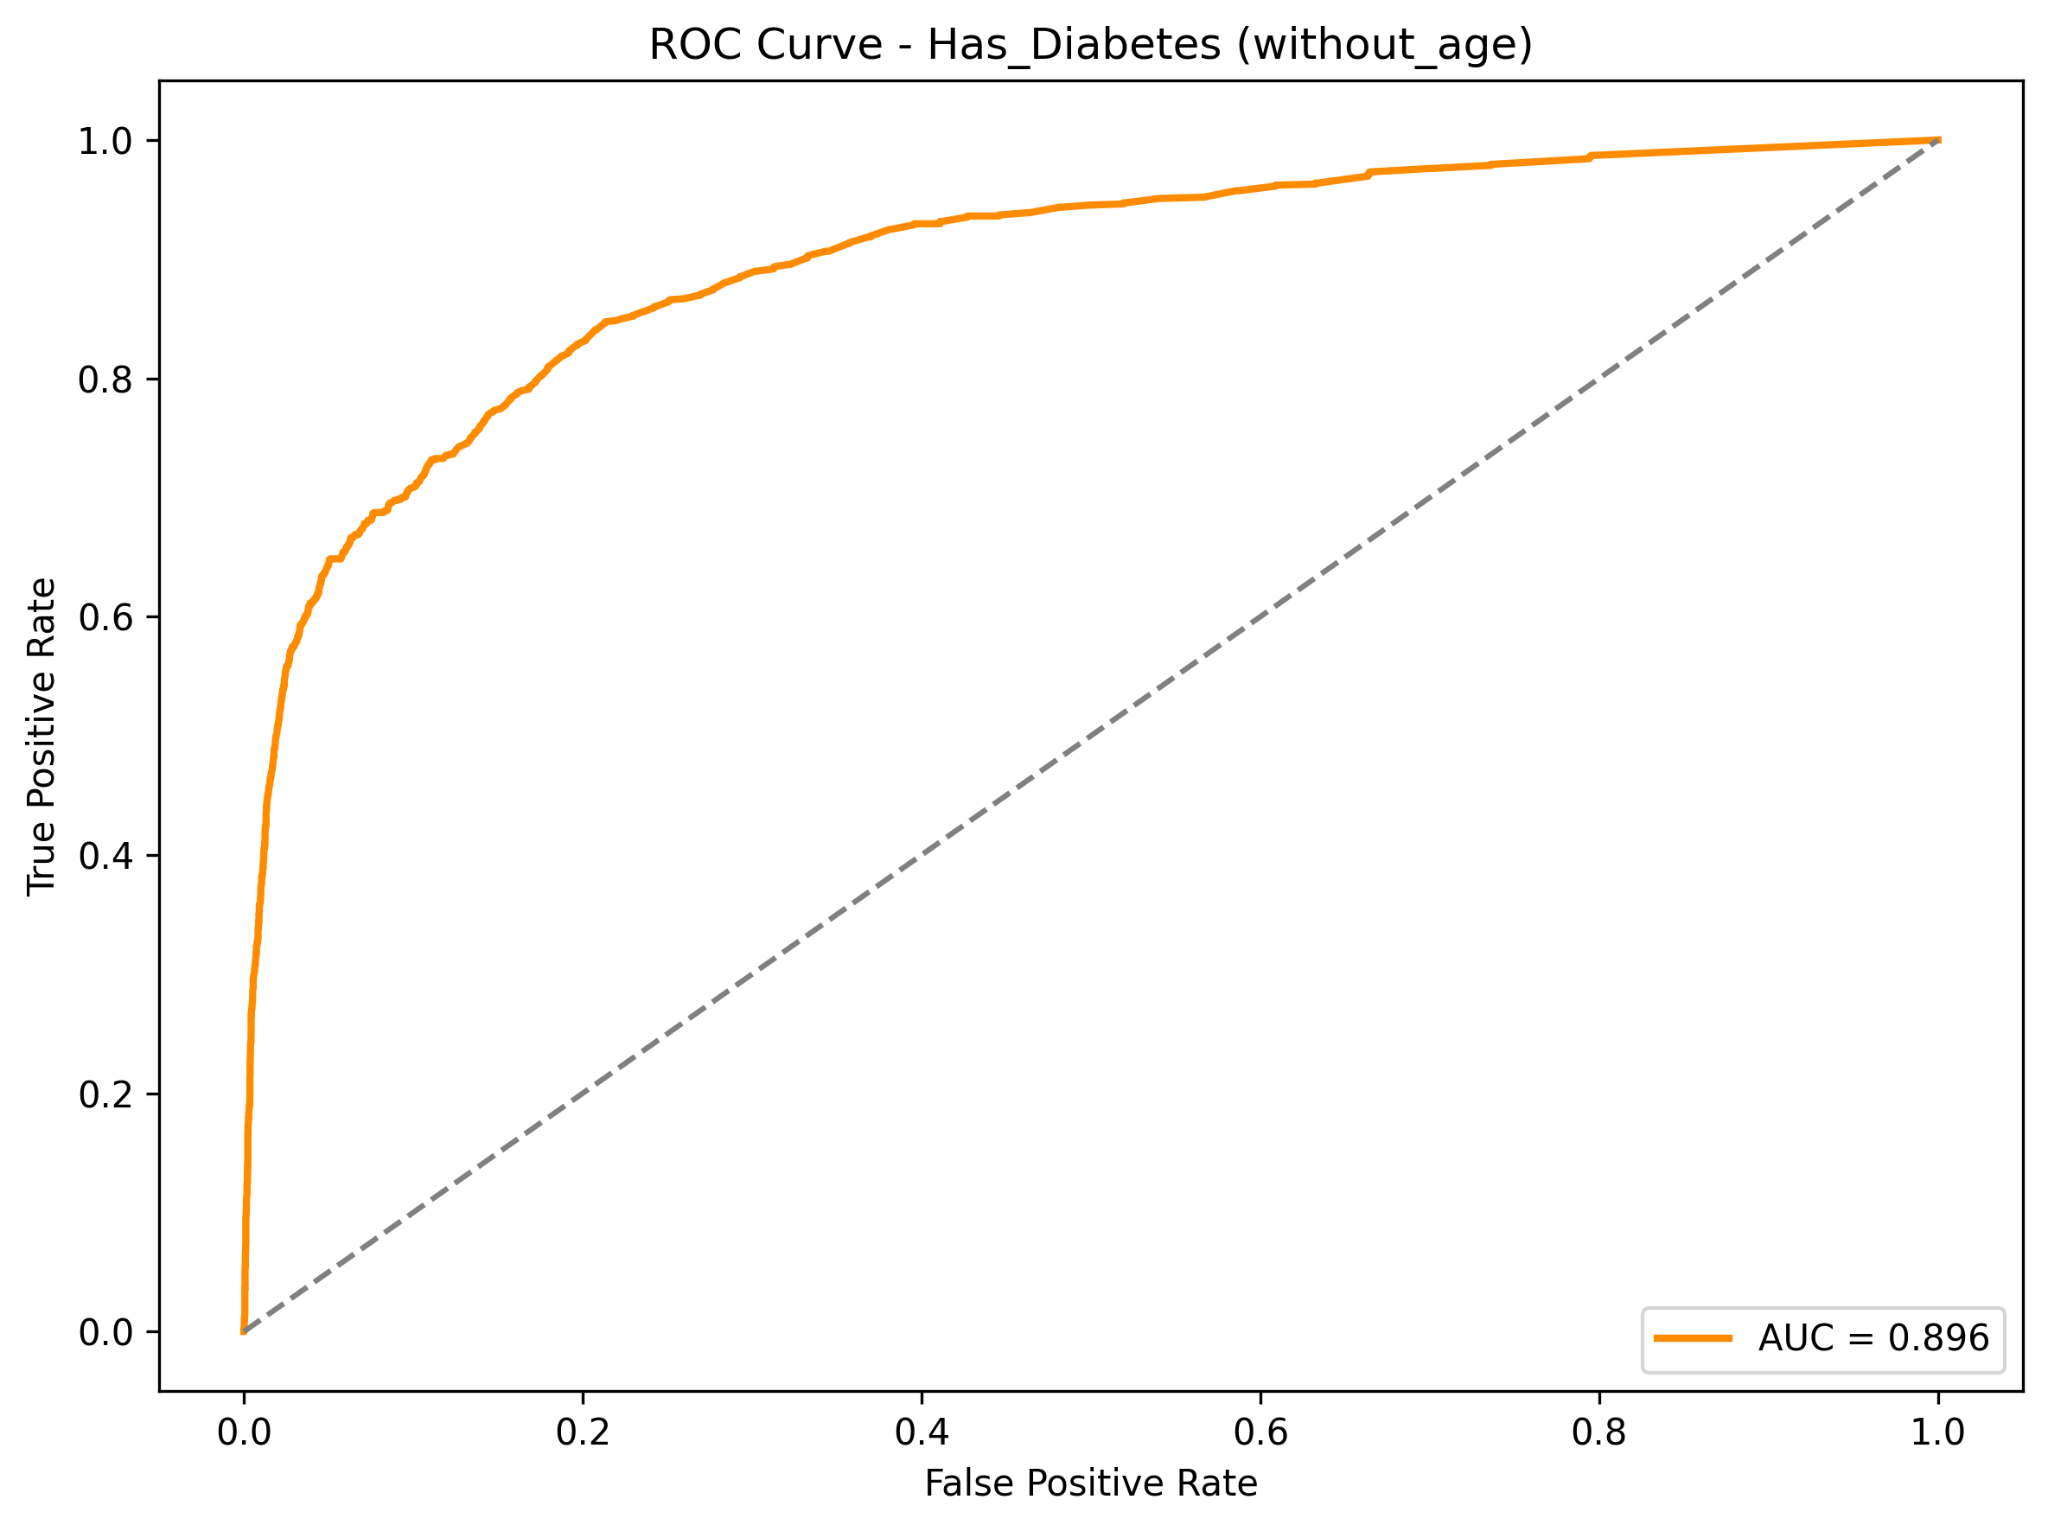 ROC Curve - Has_Diabetes (without_age)
True Positive Rate
1.0
0.8
0.6
0.4
0.2
0.0
AUC = 0.896
0.0 0.2 0.4 0.6 0.8 1.0
False Positive Rate